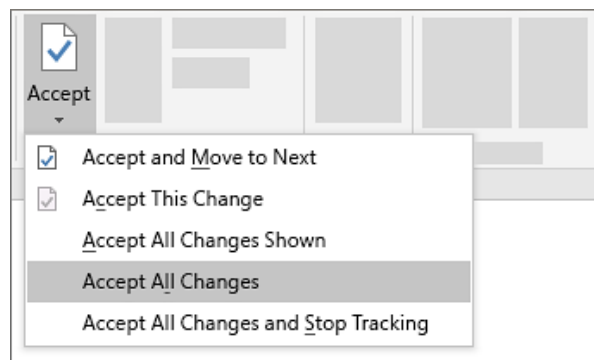 Accept
Accept and Move to Next
Accept This Change
Accept All Changes Shown
Accept All Changes
Accept All Changes and Stop Tracking